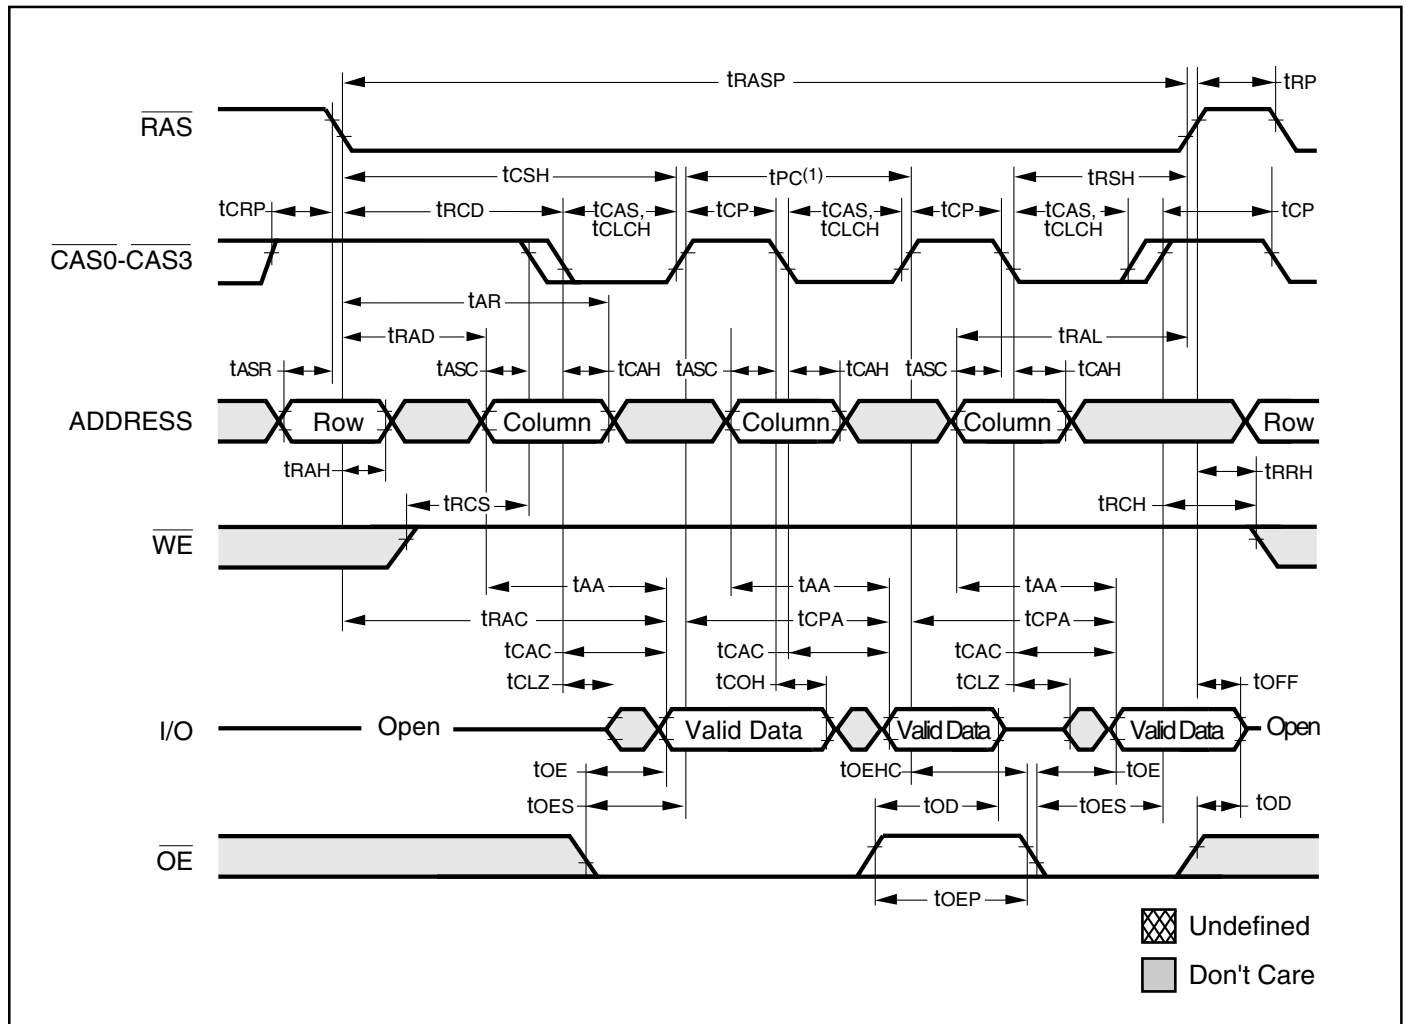 tRASP
tRP
RAS
tCSH
tPC(1)
tRSH
tCRP
tRCD
tCAS,
tCLCH
tCP
tCAS,
tCLCH
tCP
tCAS,
tCLCH
tCP
CAS0-CAS3
tAR
tRAD
tRAL
tASR
tASC
tCAH
tASC
tCAH
tASC
tCAH
ADDRESS
Row
Column
Column
Column
Row
tRAH
tRRH
tRCS
tRCH
WE
tAA
tAA
tAA
tRAC
tCPA
tCPA
tCAC
tCAC
tCAC
tCLZ
tCOH
tCLZ
tOFF
I/O
Open
Valid Data
Valid Data
Valid Data
Open
tOE
tOEHC
tOE
tOES
tOD
tOES
tOD
OE
tOEP
Undefined
Don't Care